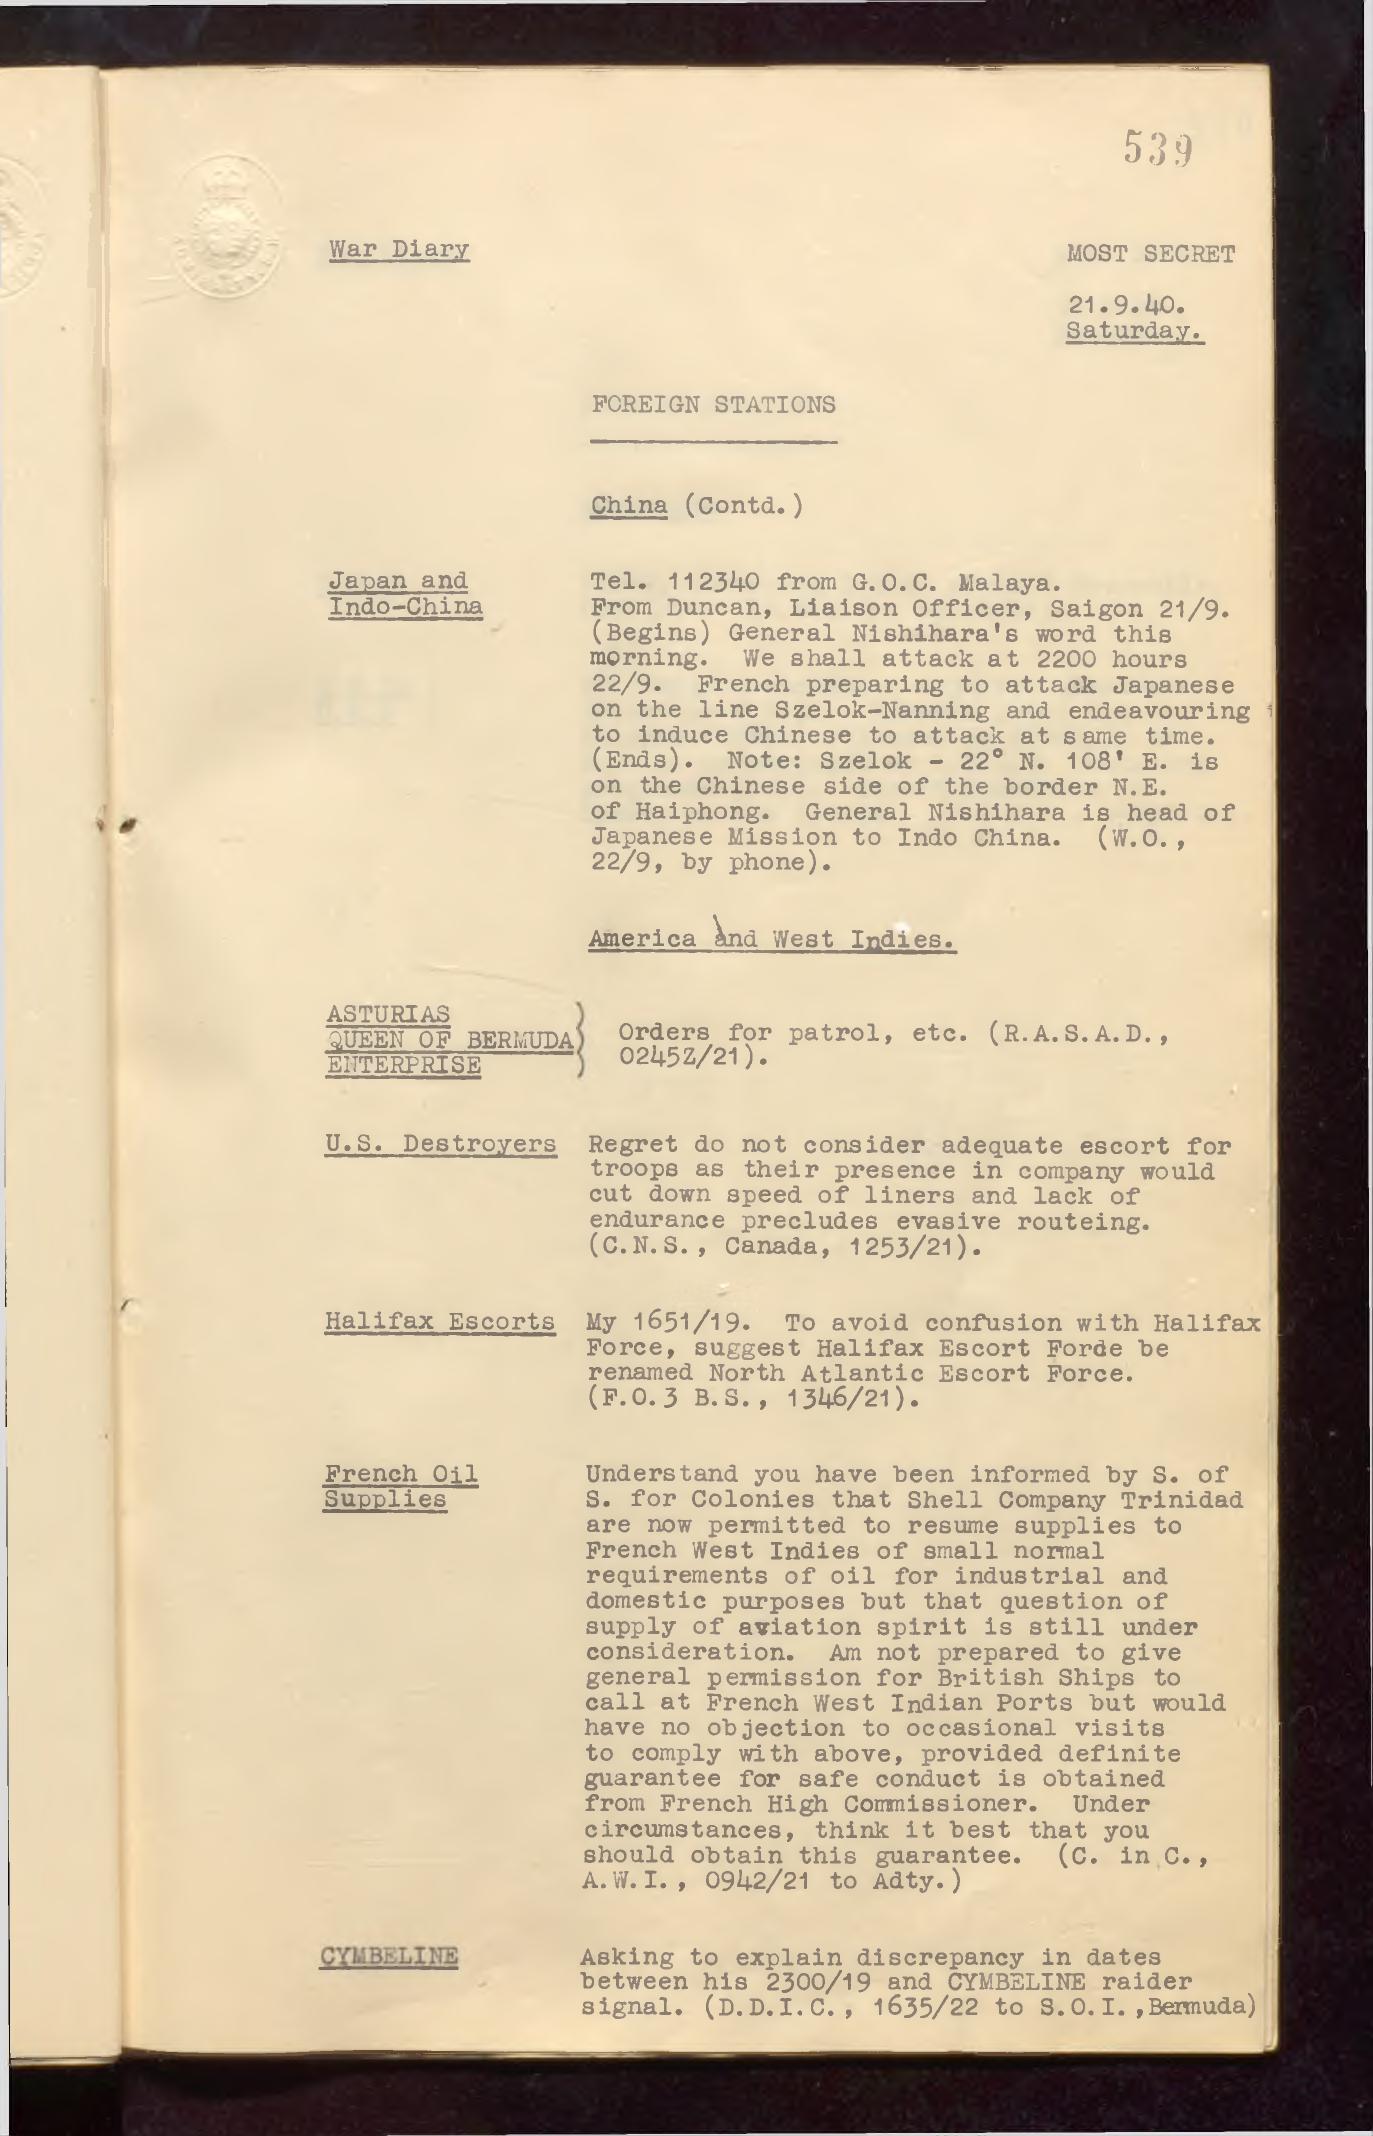 539
War Diary
MOST SECRET
21.9.40.
Saturday.
FOREIGN STATIONS
China (Contd.)
Japan and
Indo-China
Tel. 112340 from G.O.C. Malaya.
From Duncan, Liaison Officer, Saigon 21/9.
(Begins) General Nishihara's word this
morning. We shall attack at 2200 hours
22/9. French preparing to attack Japanese
on the line Szelok-Nanning and endeavouring
to induce Chinese to attack at same time.
(Ends). Note: Szelok - 22° N. 108' E. is
on the Chinese side of the border N.E.
of Haiphong. General Nishihara is head of
Japanese Mission to Indo China. (W.O.,
22/9, by phone).
America and West Indies.
ASTURIAS
QUEEN OF BERMUDA
ENTERPRISE
Orders for patrol, etc. (R.A.S.A.D.,
0245Z/21).
U.S. Destroyers
Regret do not consider adequate escort for
troops as their presence in company would
cut down speed of liners and lack of
endurance precludes evasive routeing.
(C.N.S., Canada, 1253/21).
Halifax Escorts
My 1651/19. To avoid confusion with Halifax
Force, suggest Halifax Escort Forde be
renamed North Atlantic Escort Force.
(F.O.3 B.S., 1346/21).
French Oil
Supplies
Understand you have been informed by S. of
S. for Colonies that Shell Company Trinidad
are now permitted to resume supplies to
French West Indies of small normal
requirements of oil for industrial and
domestic purposes but that question of
supply of aviation spirit is still under
consideration. Am not prepared to give
general permission for British Ships to
call at French West Indian Ports but would
have no objection to occasional visits
to comply with above, provided definite
guarantee for safe conduct is obtained
from French High Commissioner. Under
circumstances, think it best that you
should obtain this guarantee. (C. in C.,
A.W.I., 0942/21 to Adty.)
CYMBELINE
Asking to explain discrepancy in dates
between his 2300/19 and CYMBELINE raider
signal. (D.D.I.C., 1635/22 to S.O.I.,Bermuda)